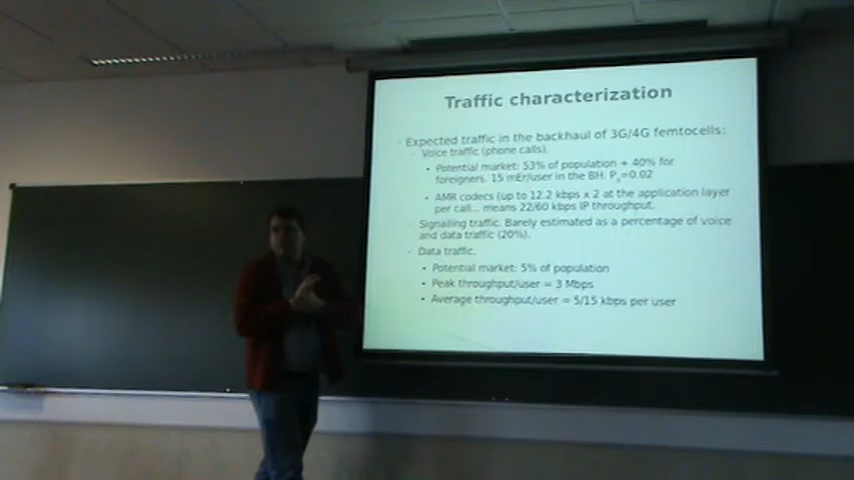 Traffic characterization
Expected traffic in the backhaul of 3G/4G femtocells:
Voice traffic (phone calls).
Potential market: 53% of population + 40% for
foreigners. 15 mEr/user in the BH. P =0.02
AMR codecs (up to 12.2 kbps x 2 at the application layer
per call... means 22/60 kbps IP throughput.
Signalling traffic. Barely estimated as a percentage of voice
and data traffic (20%).
Data traffic.
Potential market: 5% of population
Peak throughput/user = 3 Mbps
Average throughput/user = 5/15 kbps per user